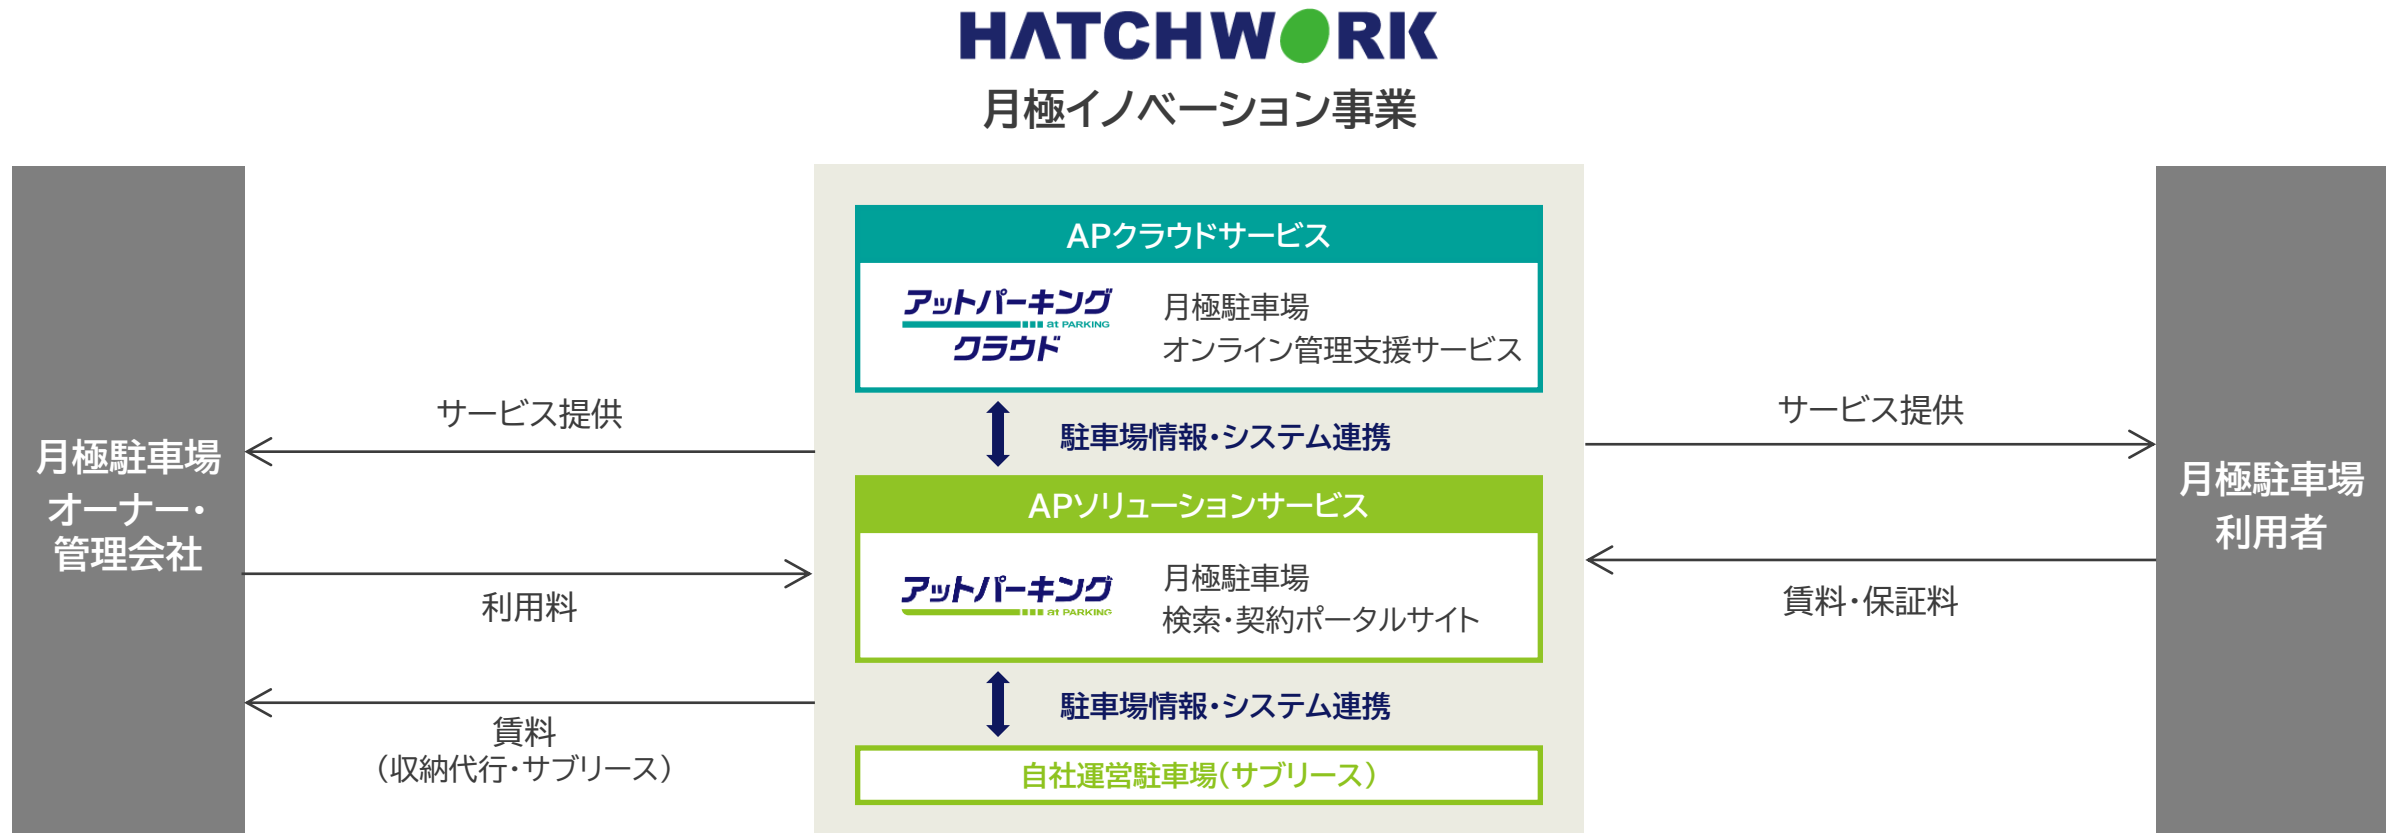 HATCHWORK
月極イノベーション事業
月極駐車場
オーナー・
管理会社
サービス提供
利用料
賃料
（収納代行・サブリース）
APクラウドサービス
アットパーキング
at PARKING
クラウド
月極駐車場
オンライン管理支援サービス
駐車場情報・システム連携
APソリューションサービス
アットパーキング
at PARKING
月極駐車場
検索・契約ポータルサイト
駐車場情報・システム連携
自社運営駐車場（サブリース）
サービス提供
賃料・保証料
月極駐車場
利用者